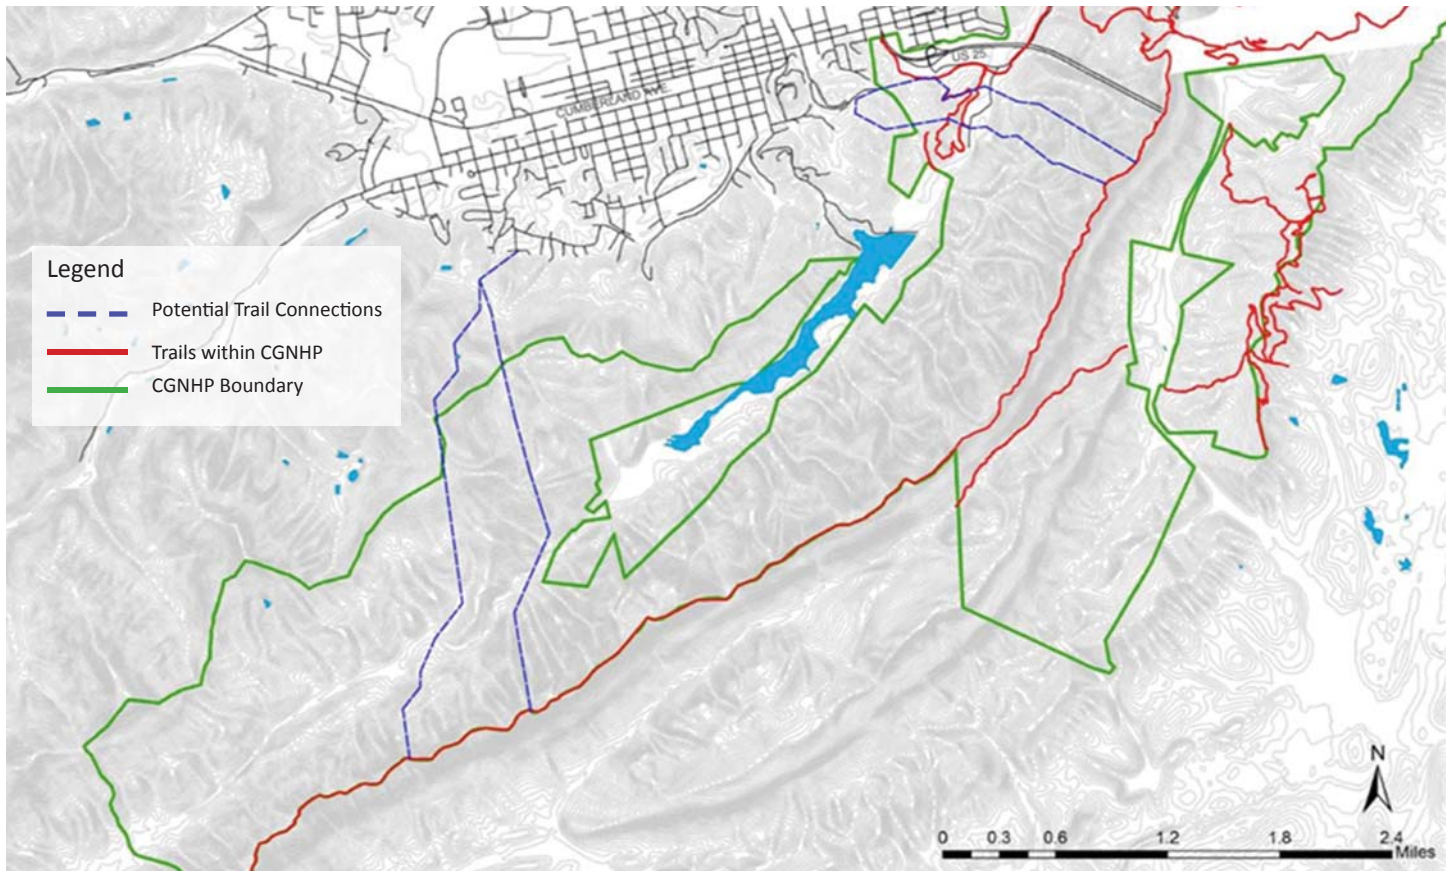 US 25
CUMBERLAND AVE.
Legend
Potential Trail Connections
Trails within CGNHP
CGNHP Boundary
N
0 0.3 0.6 1.2 1.8 2.4
Miles